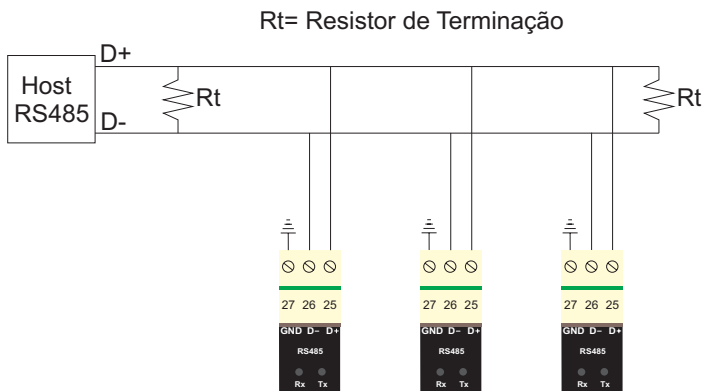 Rt= Resistor de Terminação
D+
Host
RS485
Rt
Rt
D-
27 26 25
27 26 25
27 26 25
GND D– D+
GND D– D+
GND D– D+
RS485
RS485
RS485
Rx Tx
Rx Tx
Rx Tx